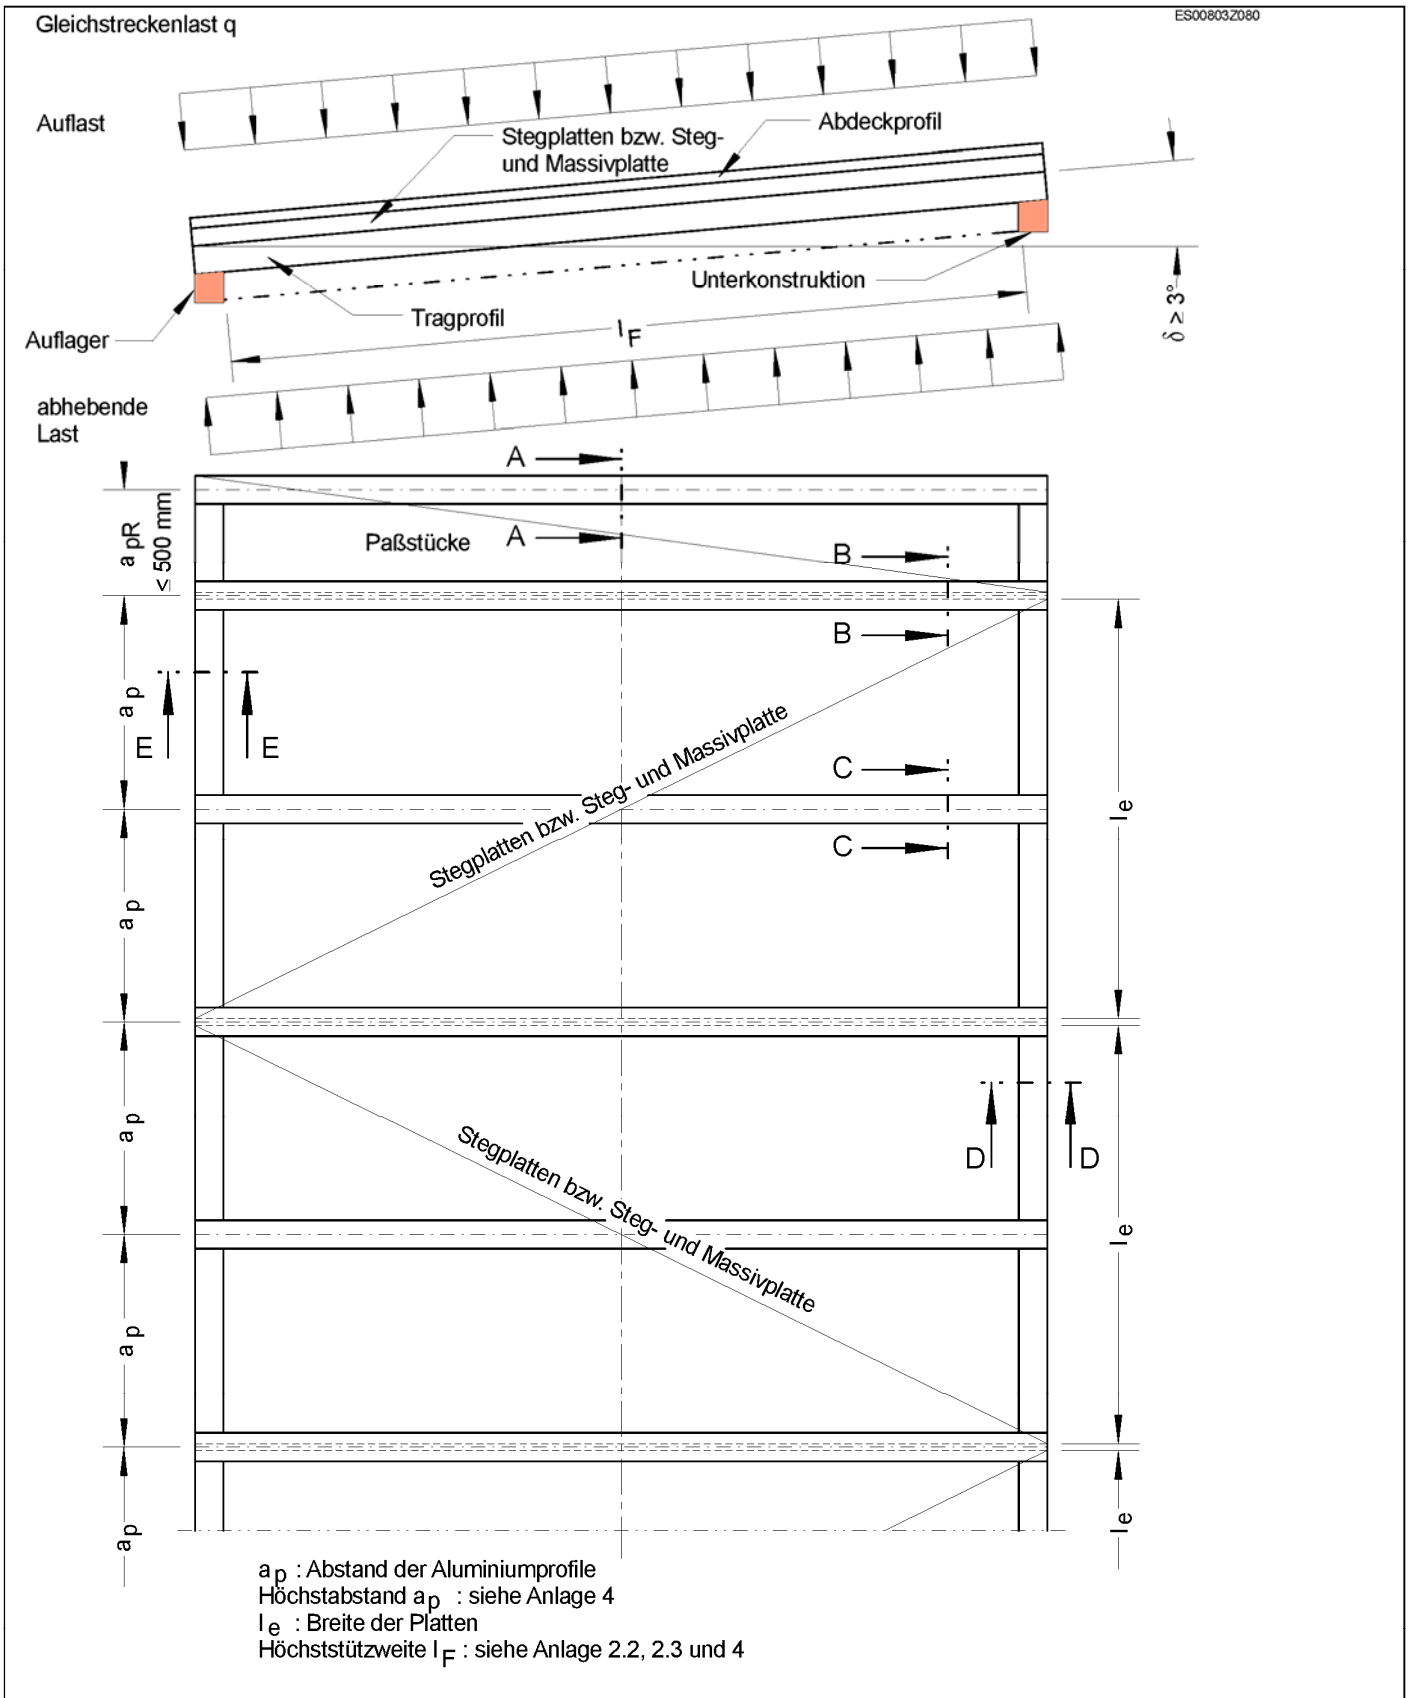 Gleichstreckenlast q
ES00803Z080
Auflast
Stegplatten bzw. Steg-
und Massivplatte
Abdeckprofil
Unterkonstruktion
Tragprofil
Auflager
l F
δ ≥ 3°
abhebende
Last
A
A
Paßstücke
a pR
≤ 500 mm
B
B
a p
E
E
Stegplatten bzw. Steg- und Massivplatte
C
C
l e
a p
a p
D
D
Stegplatten bzw. Steg- und Massivplatte
l e
a p
a p
l e
a p : Abstand der Aluminiumprofile
Höchstabstand a p : siehe Anlage 4
l e : Breite der Platten
Höchststützweite l F : siehe Anlage 2.2, 2.3 und 4